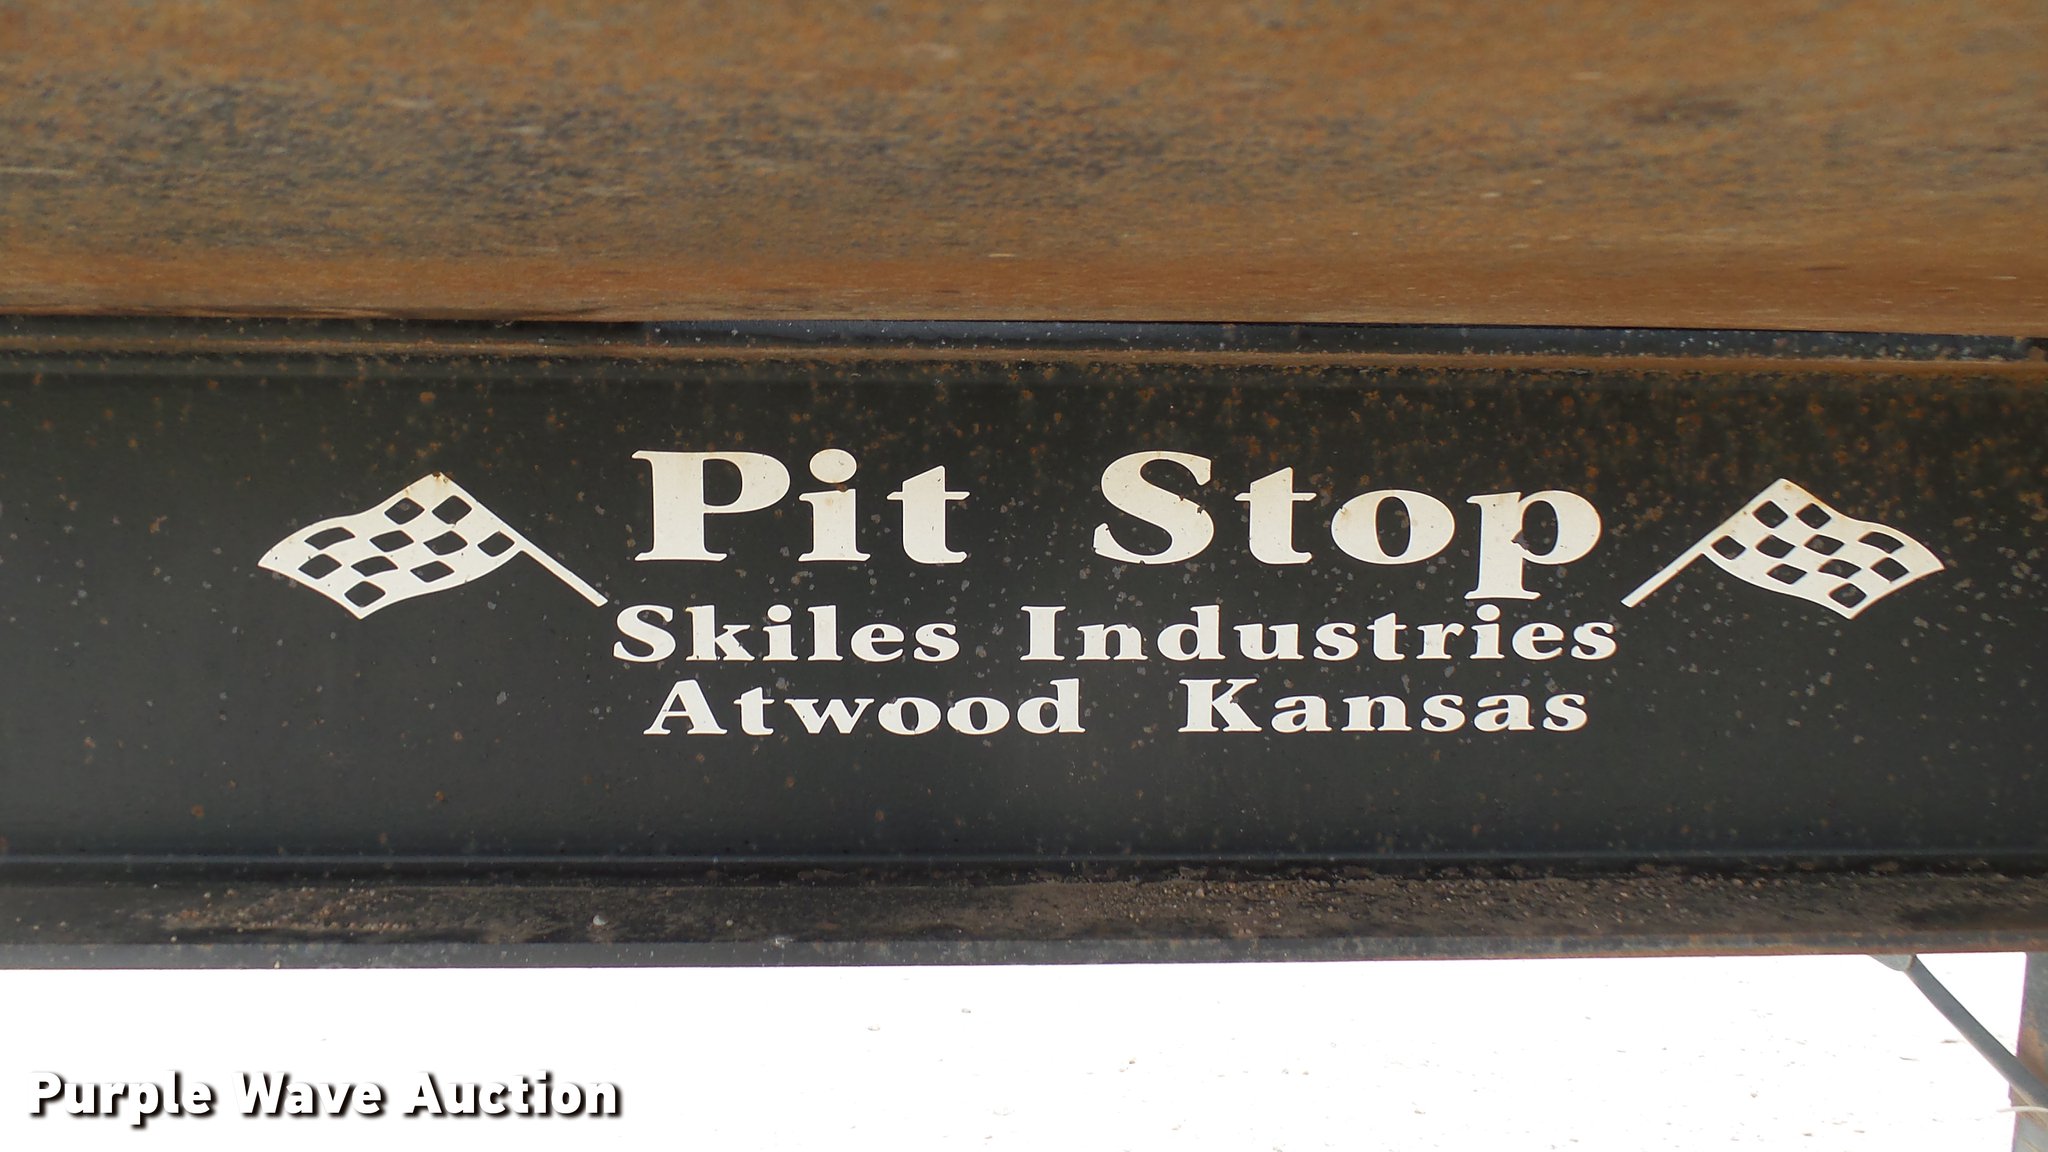 Pit Stop
Skiles Industries
Atwood Kansas
Purple Wave Auction